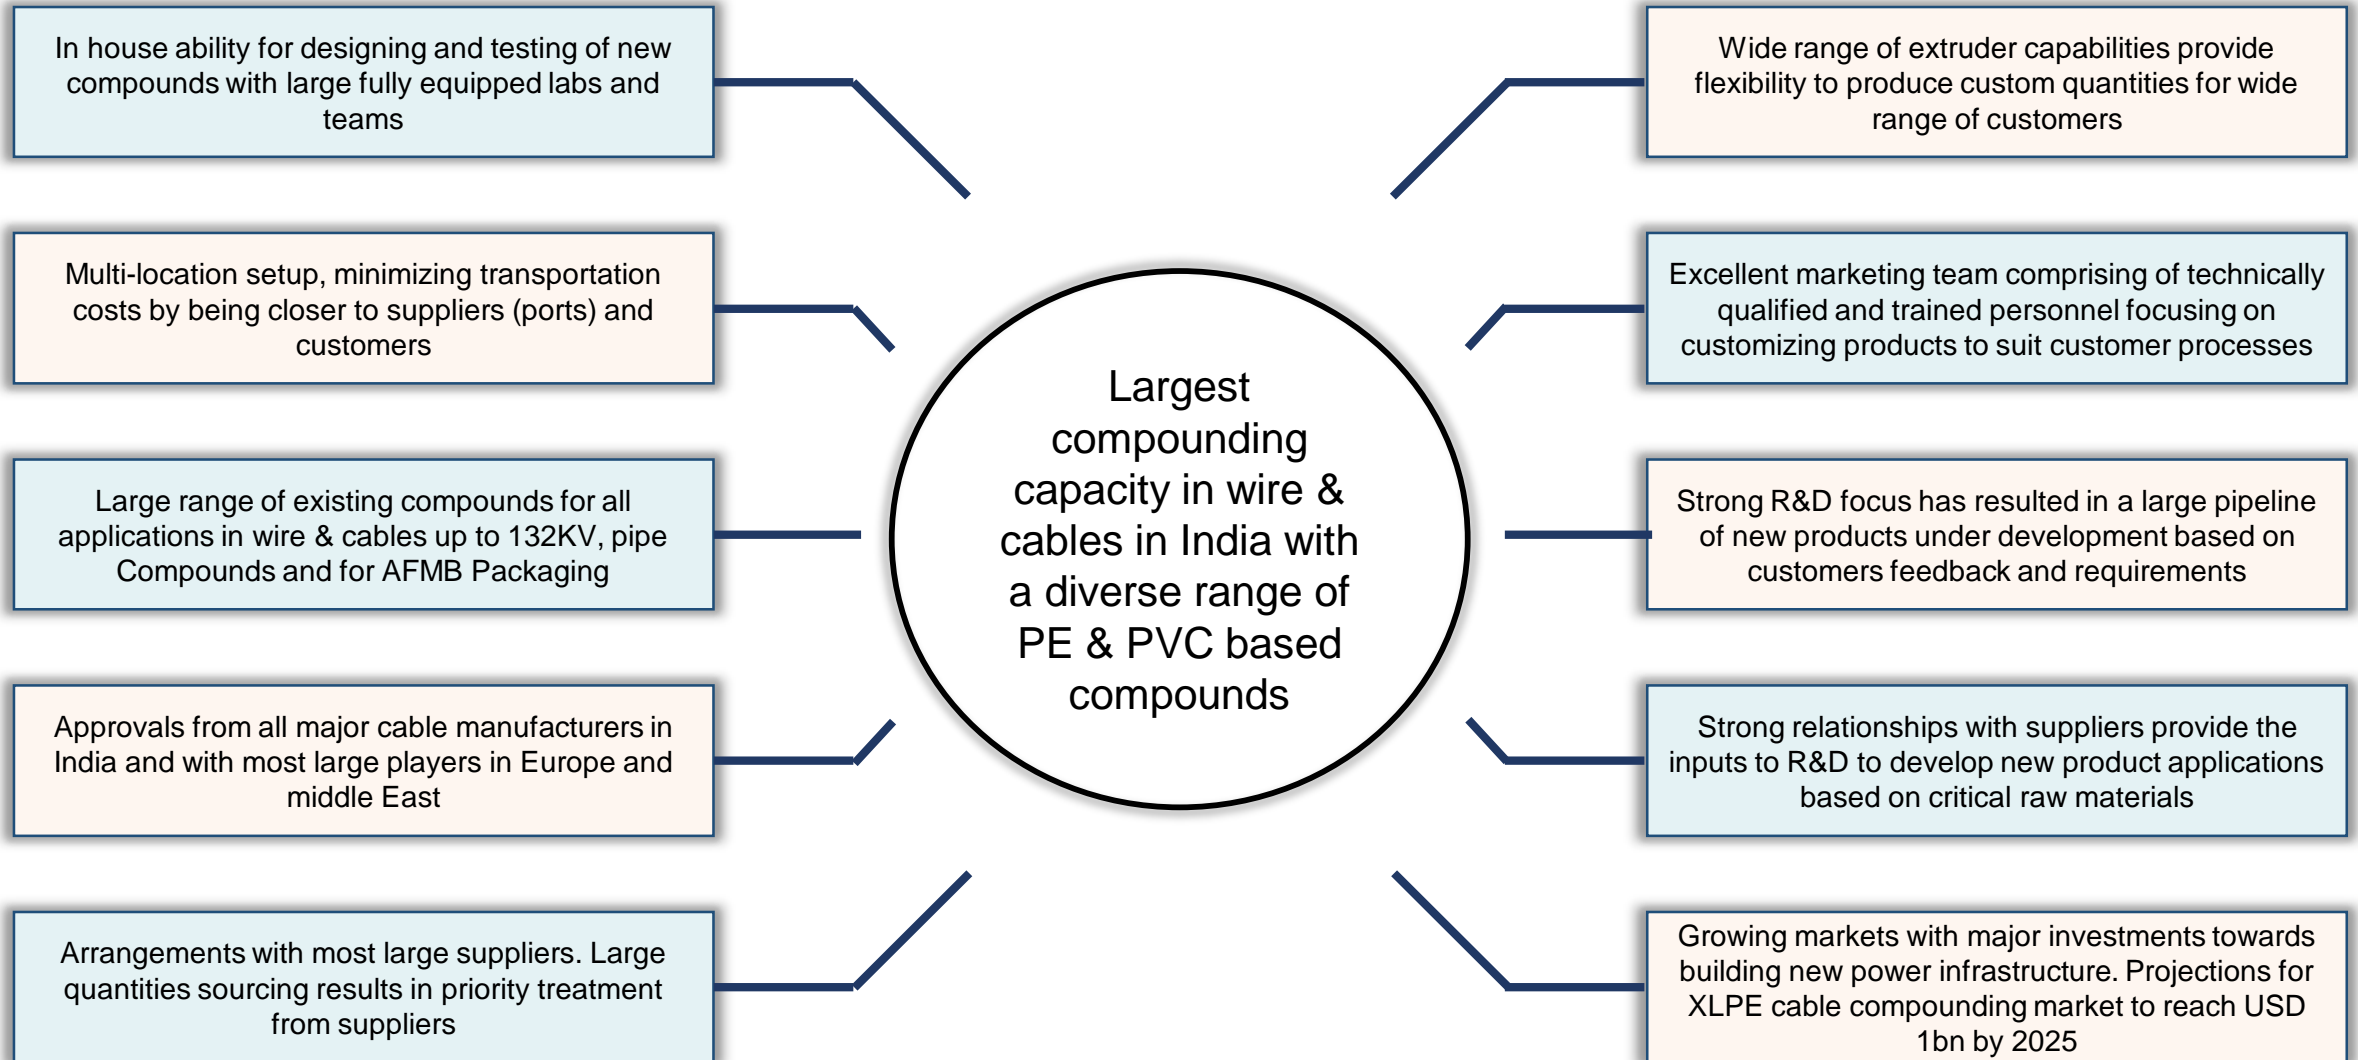 In house ability for designing and testing of new
compounds with large fully equipped labs and
teams
Multi-location setup, minimizing transportation
costs by being closer to suppliers (ports) and
customers
Large range of existing compounds for all
applications in wire & cables up to 132KV, pipe
Compounds and for AFMB Packaging
Approvals from all major cable manufacturers in
India and with most large players in Europe and
middle East
Arrangements with most large suppliers. Large
quantities sourcing results in priority treatment
from suppliers
Largest
compounding
capacity in wire &
cables in India with
a diverse range of
PE & PVC based
compounds
Wide range of extruder capabilities provide
flexibility to produce custom quantities for wide
range of customers
Excellent marketing team comprising of technically
qualified and trained personnel focusing on
customizing products to suit customer processes
Strong R&D focus has resulted in a large pipeline
of new products under development based on
customers feedback and requirements
Strong relationships with suppliers provide the
inputs to R&D to develop new product applications
based on critical raw materials
Growing markets with major investments towards
building new power infrastructure. Projections for
XLPE cable compounding market to reach USD
1bn by 2025